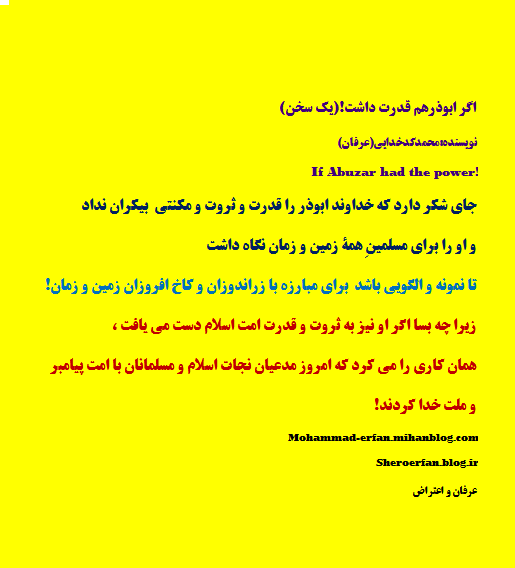 اگر ابوذرهم قدرت داشت!(یک سخن)
نویسنده:محمدکدخدایی(عرفان)
If Abuzar had the power!
جای شکر دارد که خداوند ابوذر را قدرت و ثروت و مکنتی بیکران نداد
و او را برای مسلمینِ همۀ زمین و زمان نگاه داشت
تا نمونه و الگویی باشد برای مبارزه با زراندوزان و کاخ افروزان زمین و زمان!
زیرا چه بسا اگر او نیز به ثروت و قدرت امت اسلام دست می یافت ،
همان کاری را می کرد که امروز مدعیان نجات اسلام و مسلمانان با امت پیامبر
و ملت خدا کردند!
Mohammad-erfan.mihanblog.com
Sheroerfan.blog.ir
عرفان و اعتراض